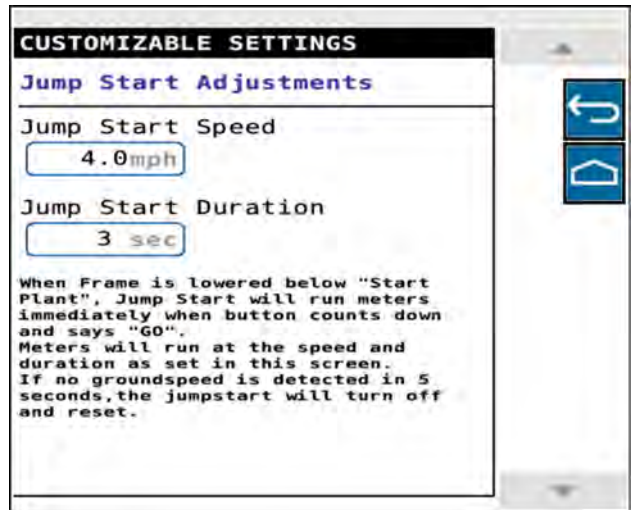 CUSTOMIZABLE SETTINGS
Jump Start Adjustments
Jump Start Speed
4.0mph
Jump Start Duration
3 sec
When Frame is lowered below "Start
Plant", Jump Start will run meters
immediately when button counts down
and says "GO".
Meters will run at the speed and
duration as set in this screen.
If no groundspeed is detected in 5
seconds,the jumpstart will turn off
and reset.